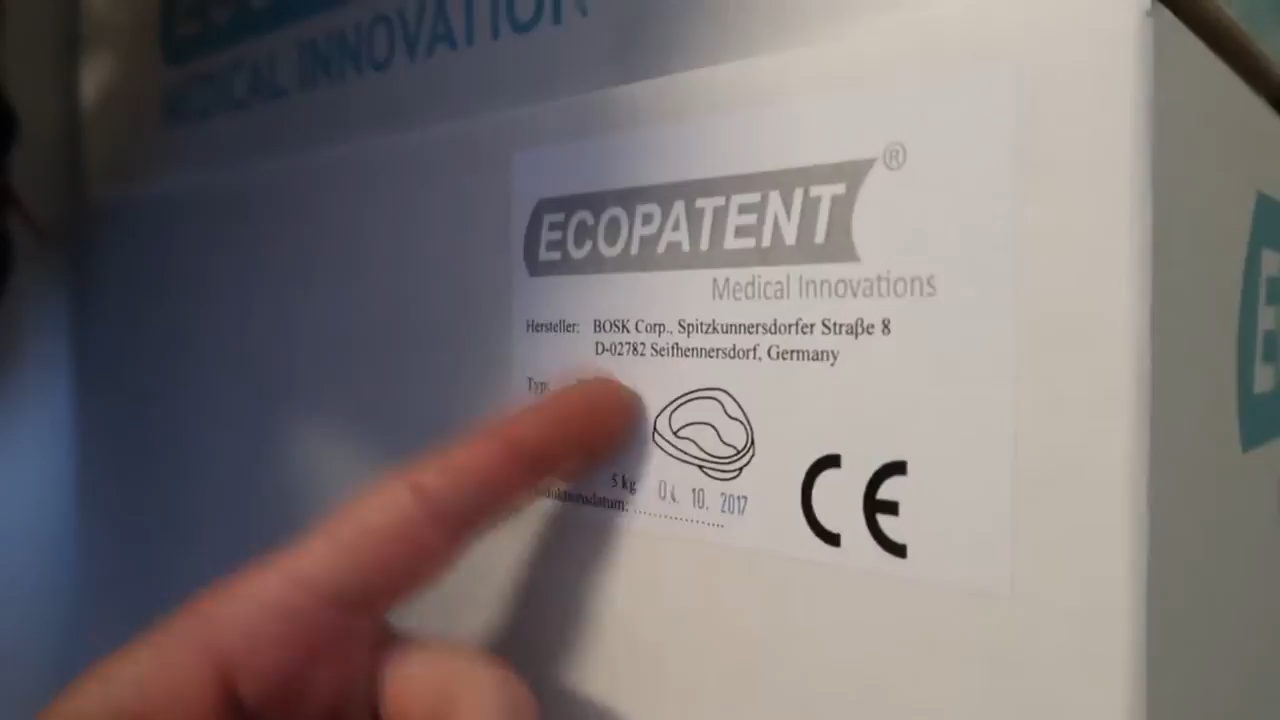 MEDICAL INNOVATION
ECOPATENT®
Medical Innovations
Hersteller: BOSK Corp., Spitzkunnersdorfer Straße 8
D-02782 Seifhennersdorf, Germany
Typ:
5 kg
04. 10. 2017
CE
E